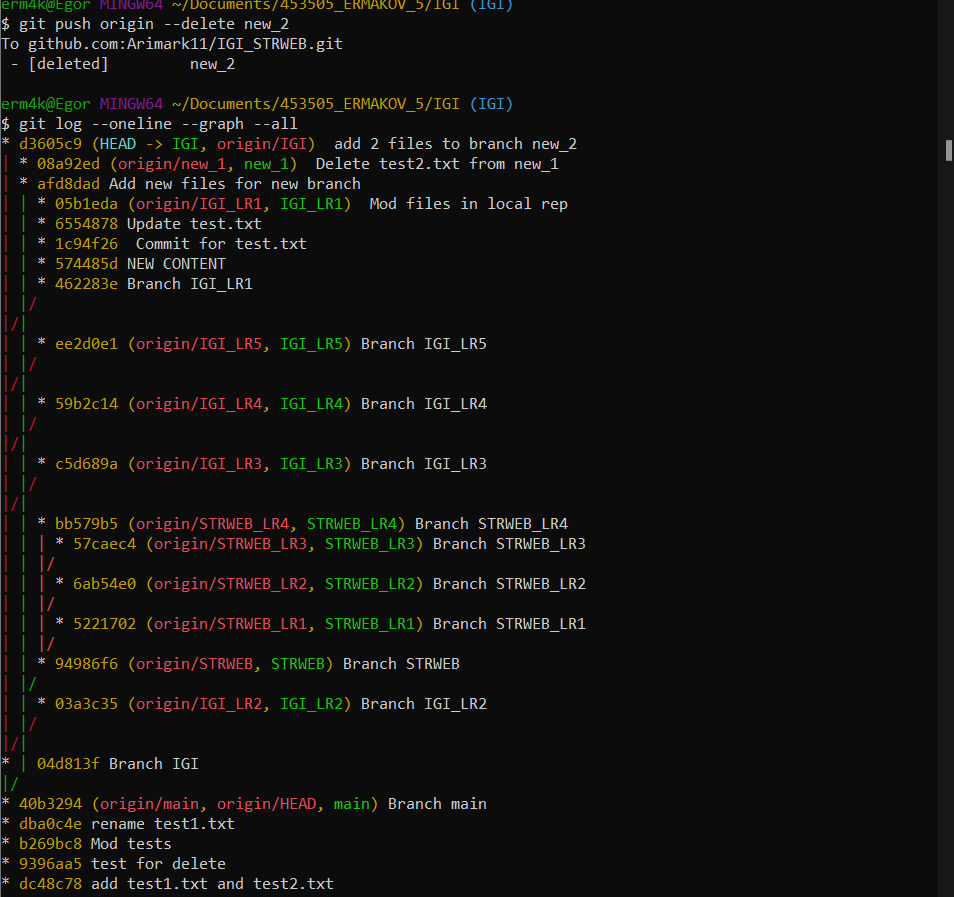 erm4k@Egor MINGW64 ~/Documents/453505_ERMAKOV_5/IGI (IGI)
$ git push origin --delete new_2
To github.com:Arimark11/IGI_STRWEB.git
 - [deleted]         new_2

erm4k@Egor MINGW64 ~/Documents/453505_ERMAKOV_5/IGI (IGI)
$ git log --oneline --graph --all
* d3605c9 (HEAD -> IGI, origin/IGI)  add 2 files to branch new_2
| * 08a92ed (origin/new_1, new_1)  Delete test2.txt from new_1
| * afd8dad Add new files for new branch
| | * 05b1eda (origin/IGI_LR1, IGI_LR1)  Mod files in local rep
| | * 6554878 Update test.txt
| | * 1c94f26  Commit for test.txt
| | * 574485d NEW CONTENT
| | * 462283e Branch IGI_LR1
| |/
|/|
| | * ee2d0e1 (origin/IGI_LR5, IGI_LR5) Branch IGI_LR5
| |/
|/|
| | * 59b2c14 (origin/IGI_LR4, IGI_LR4) Branch IGI_LR4
| |/
|/|
| | * c5d689a (origin/IGI_LR3, IGI_LR3) Branch IGI_LR3
| |/
|/|
| | * bb579b5 (origin/STRWEB_LR4, STRWEB_LR4) Branch STRWEB_LR4
| | | * 57caec4 (origin/STRWEB_LR3, STRWEB_LR3) Branch STRWEB_LR3
| | |/
| | | * 6ab54e0 (origin/STRWEB_LR2, STRWEB_LR2) Branch STRWEB_LR2
| | |/
| | | * 5221702 (origin/STRWEB_LR1, STRWEB_LR1) Branch STRWEB_LR1
| | |/
| | * 94986f6 (origin/STRWEB, STRWEB) Branch STRWEB
| |/
| | * 03a3c35 (origin/IGI_LR2, IGI_LR2) Branch IGI_LR2
| |/
|/|
* | 04d813f Branch IGI
|/
* 40b3294 (origin/main, origin/HEAD, main) Branch main
* dba0c4e rename test1.txt
* b269bc8 Mod tests
* 9396aa5 test for delete
* dc48c78 add test1.txt and test2.txt